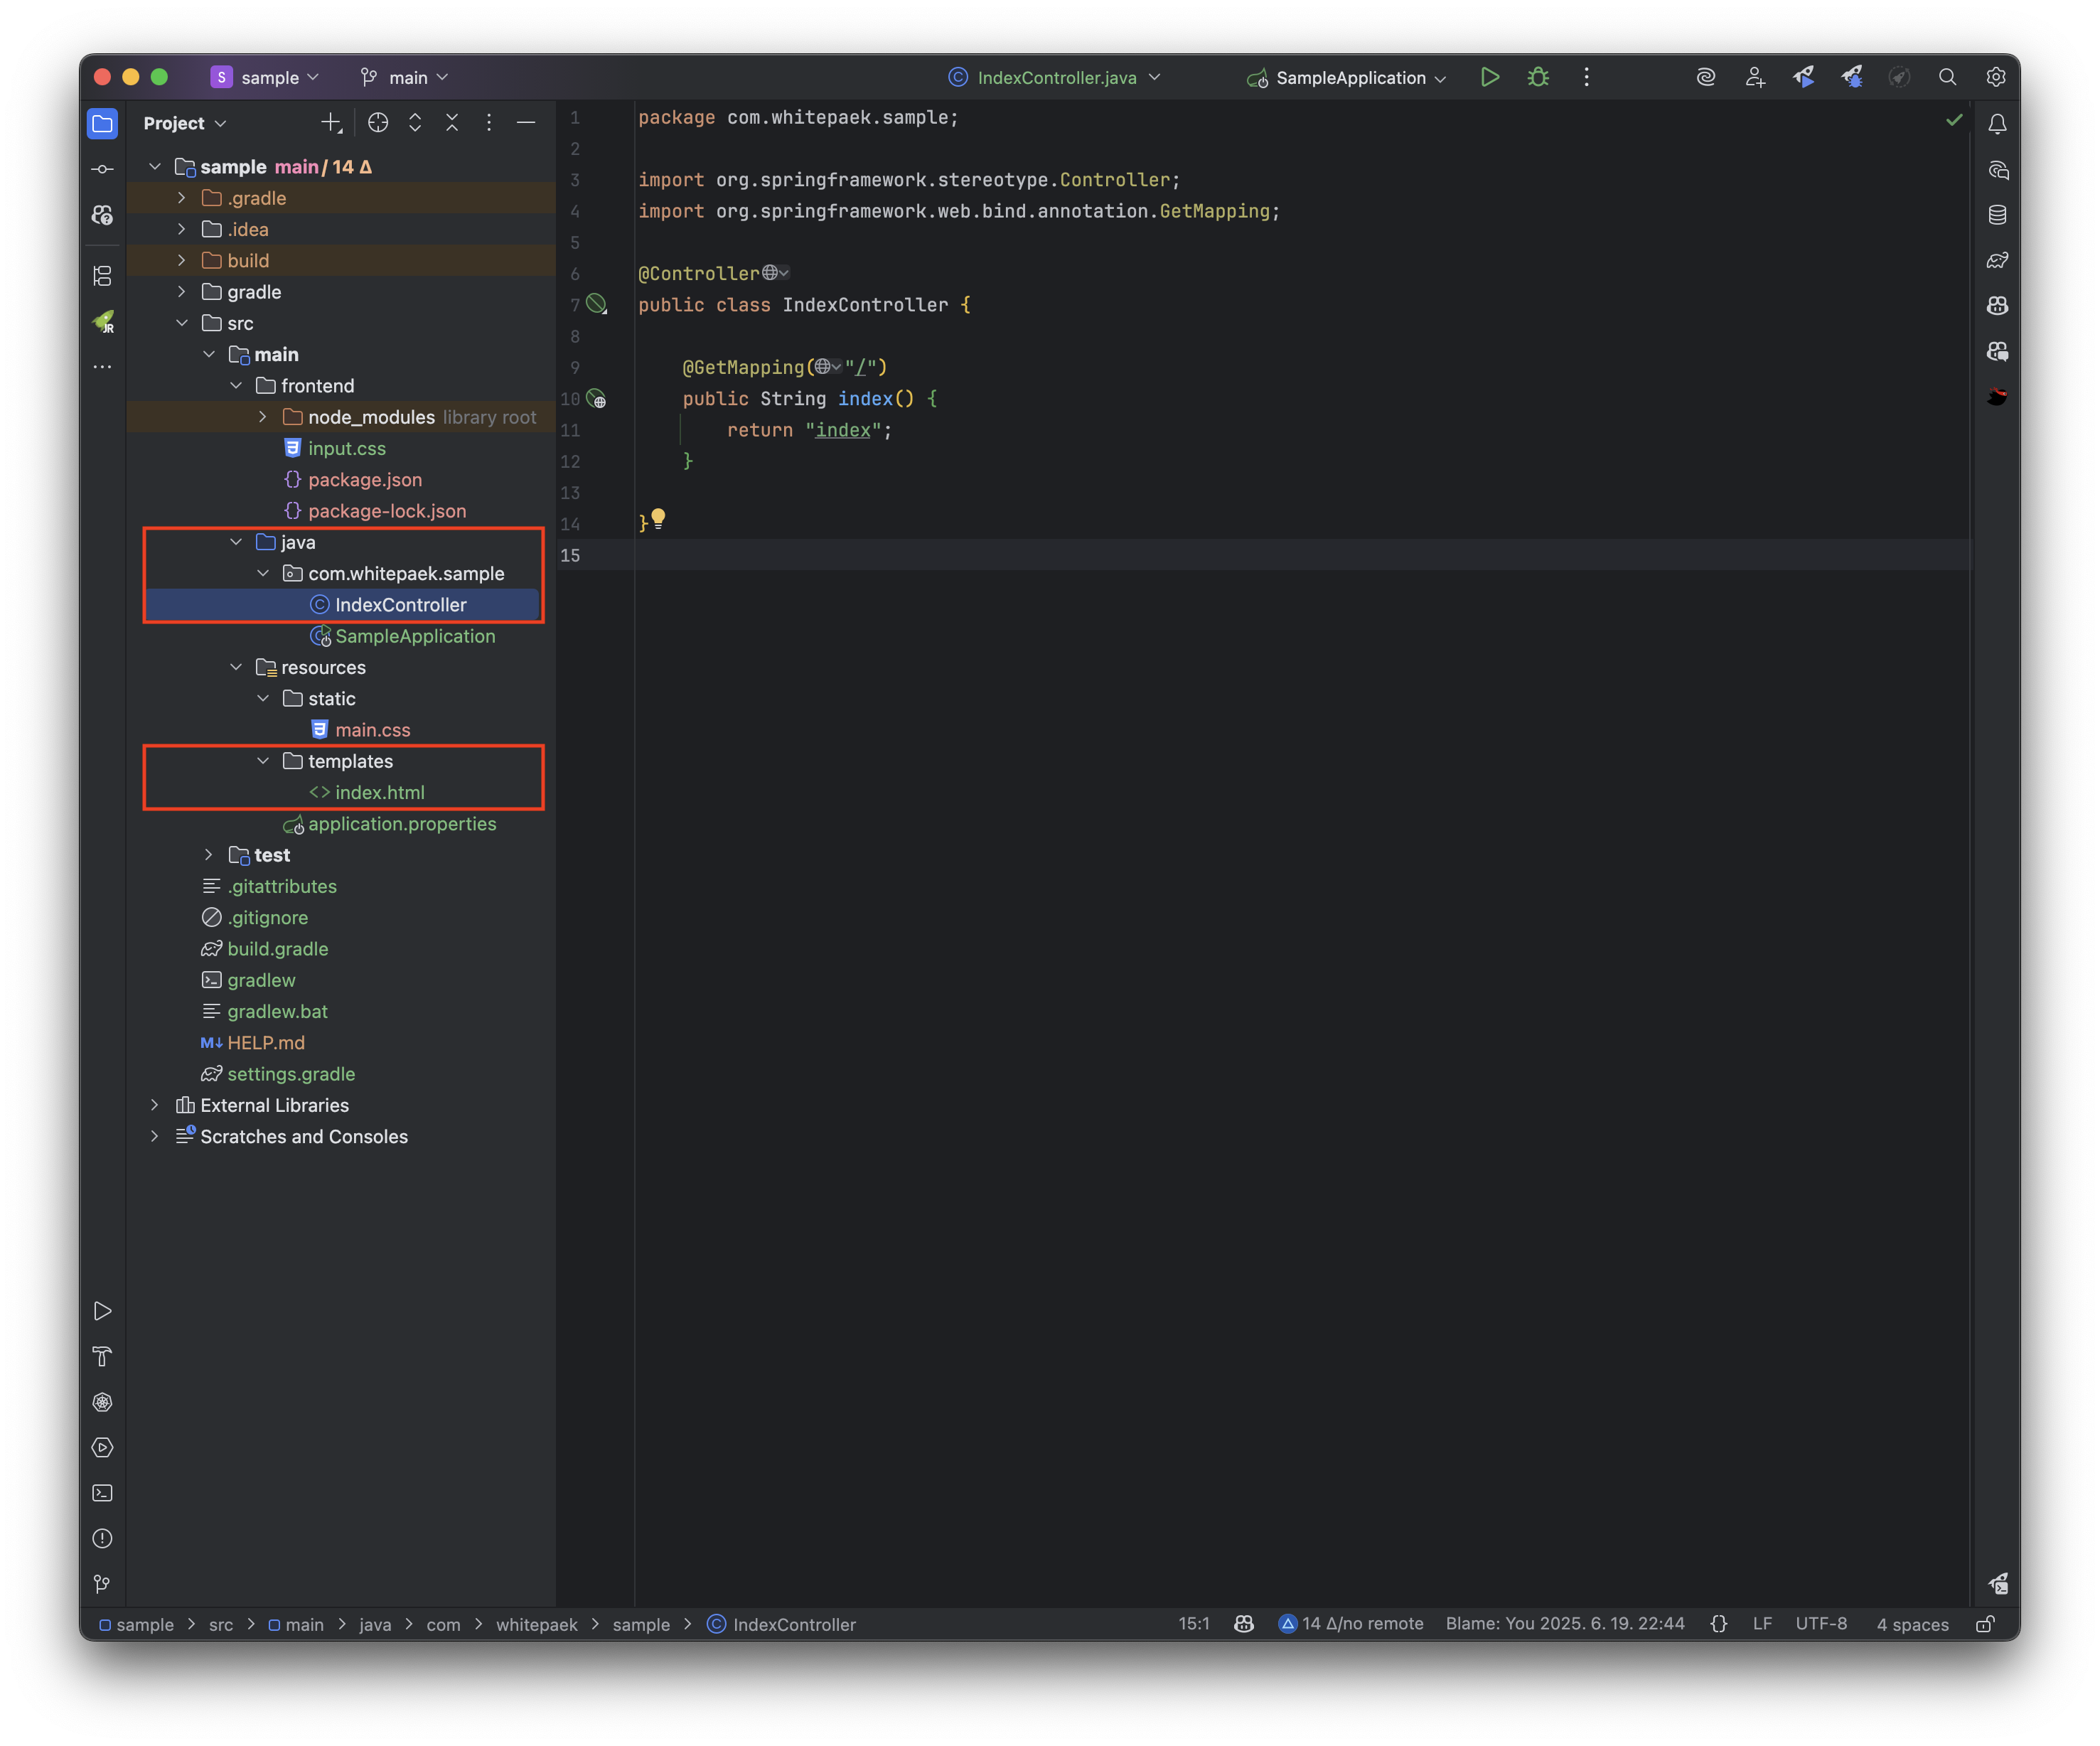 S sample main IndexController.java SampleApplication
Project
sample main / 14 Δ
.gradle
.idea
build
gradle
src
main
frontend
node_modules library root
input.css
package.json
package-lock.json
java
com.whitepaek.sample
IndexController
SampleApplication
resources
static
main.css
templates
index.html
application.properties
test
.gitattributes
.gitignore
build.gradle
gradlew
gradlew.bat
M↓ HELP.md
settings.gradle
External Libraries
Scratches and Consoles
JR
1 package com.whitepaek.sample;
2
3 import org.springframework.stereotype.Controller;
4 import org.springframework.web.bind.annotation.GetMapping;
5
6 @Controller
7 public class IndexController {
8
9 @GetMapping("/")
10 public String index() {
11 return "index";
12 }
13
14 }
15
sample > src > main > java > com > whitepaek > sample > IndexController 15:1 14 Δ/no remote Blame: You 2025. 6. 19. 22:44 {} LF UTF-8 4 spaces